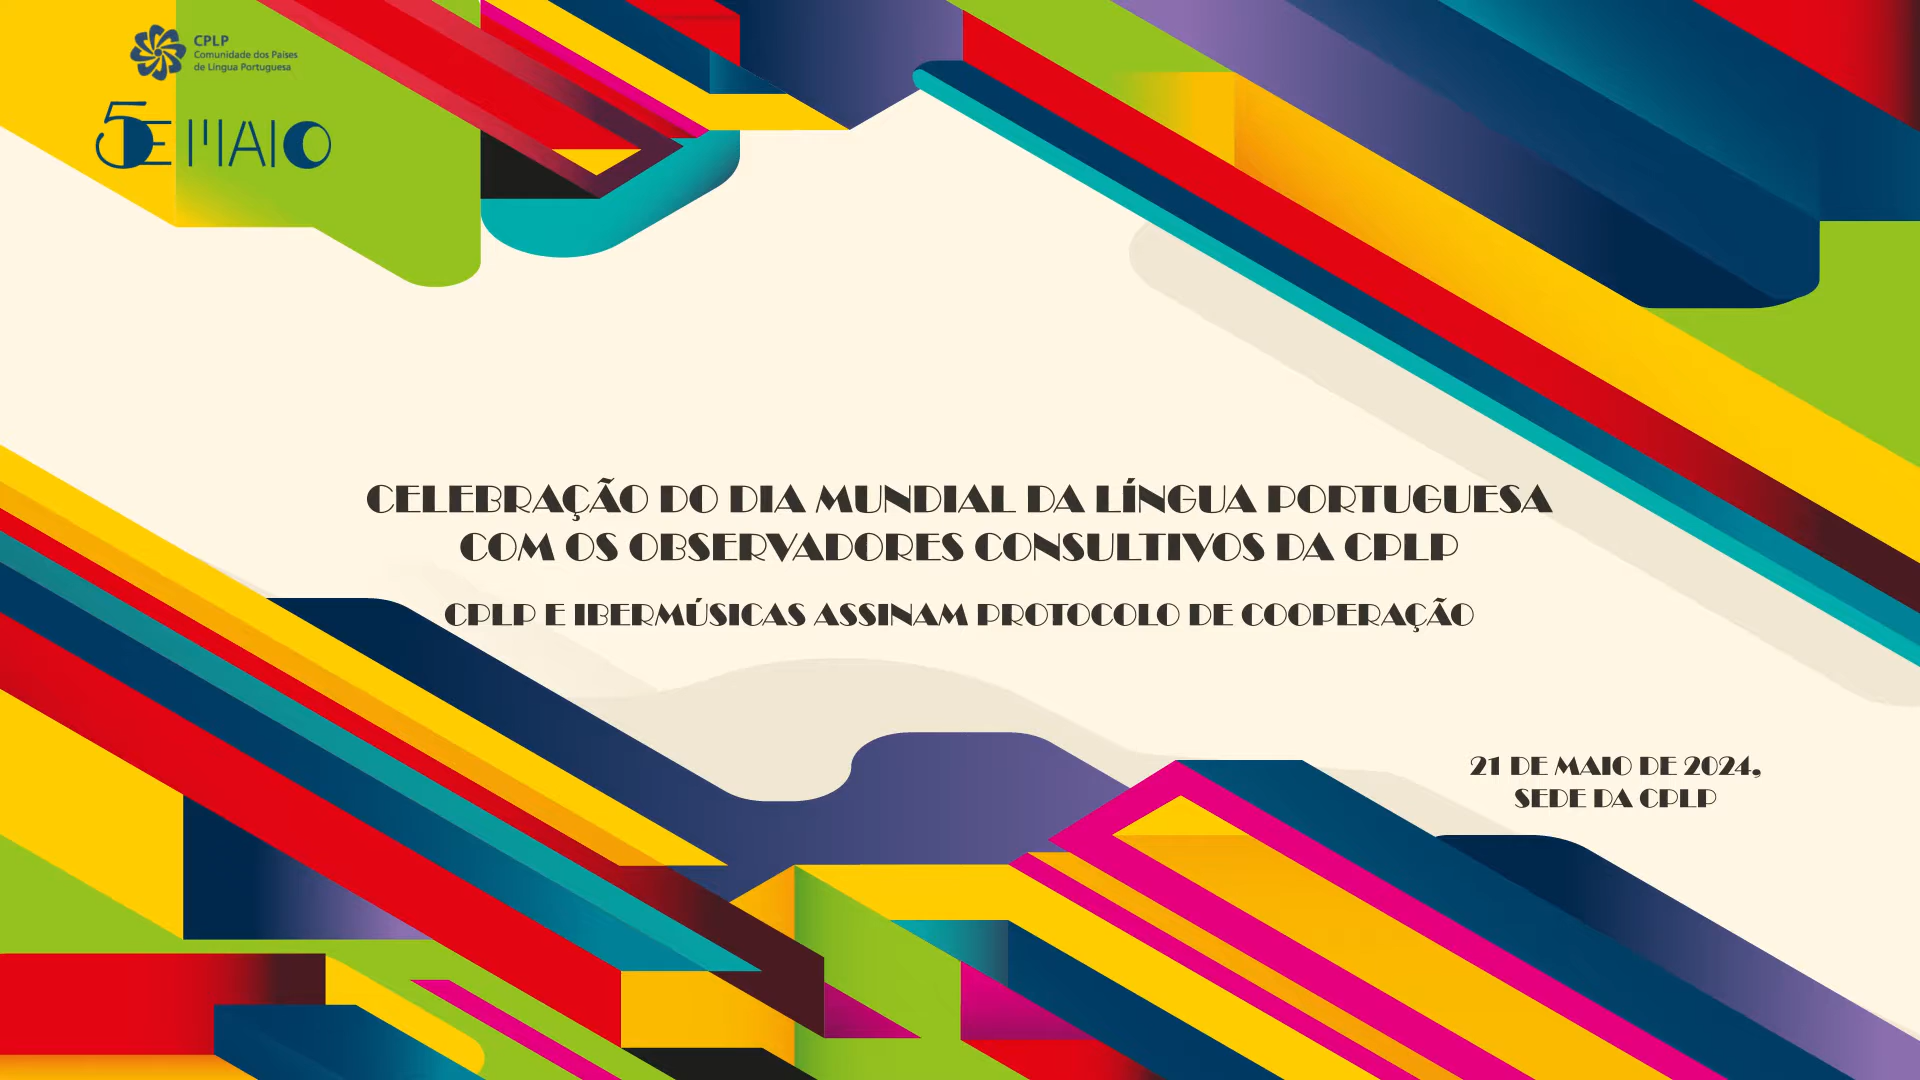 CPLP
Comunidade dos Países
de Língua Portuguesa
5 DE MAIO
CELEBRAÇÃO DO DIA MUNDIAL DA LÍNGUA PORTUGUESA
COM OS OBSERVADORES CONSULTIVOS DA CPLP
CPLP E IBERMÚSICAS ASSINAM PROTOCOLO DE COOPERAÇÃO
21 DE MAIO DE 2024,
SEDE DA CPLP